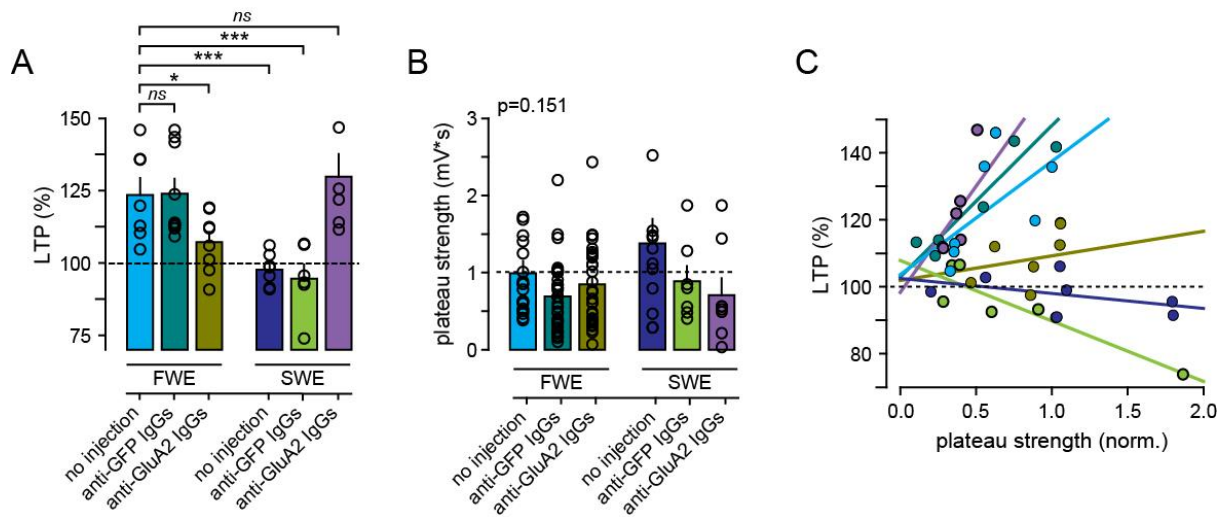 A
ns
***
***
*
ns
LTP (%)
150
125
100
75
FWE
SWE
no injection
anti-GFP IgGs
anti-GluA2 IgGs
no injection
anti-GFP IgGs
anti-GluA2 IgGs
B
p=0.151
plateau strength (mV*s)
3
2
1
0
FWE
SWE
no injection
anti-GFP IgGs
anti-GluA2 IgGs
no injection
anti-GFP IgGs
anti-GluA2 IgGs
C
LTP (%)
140
120
100
80
0.0 0.5 1.0 1.5 2.0
plateau strength (norm.)